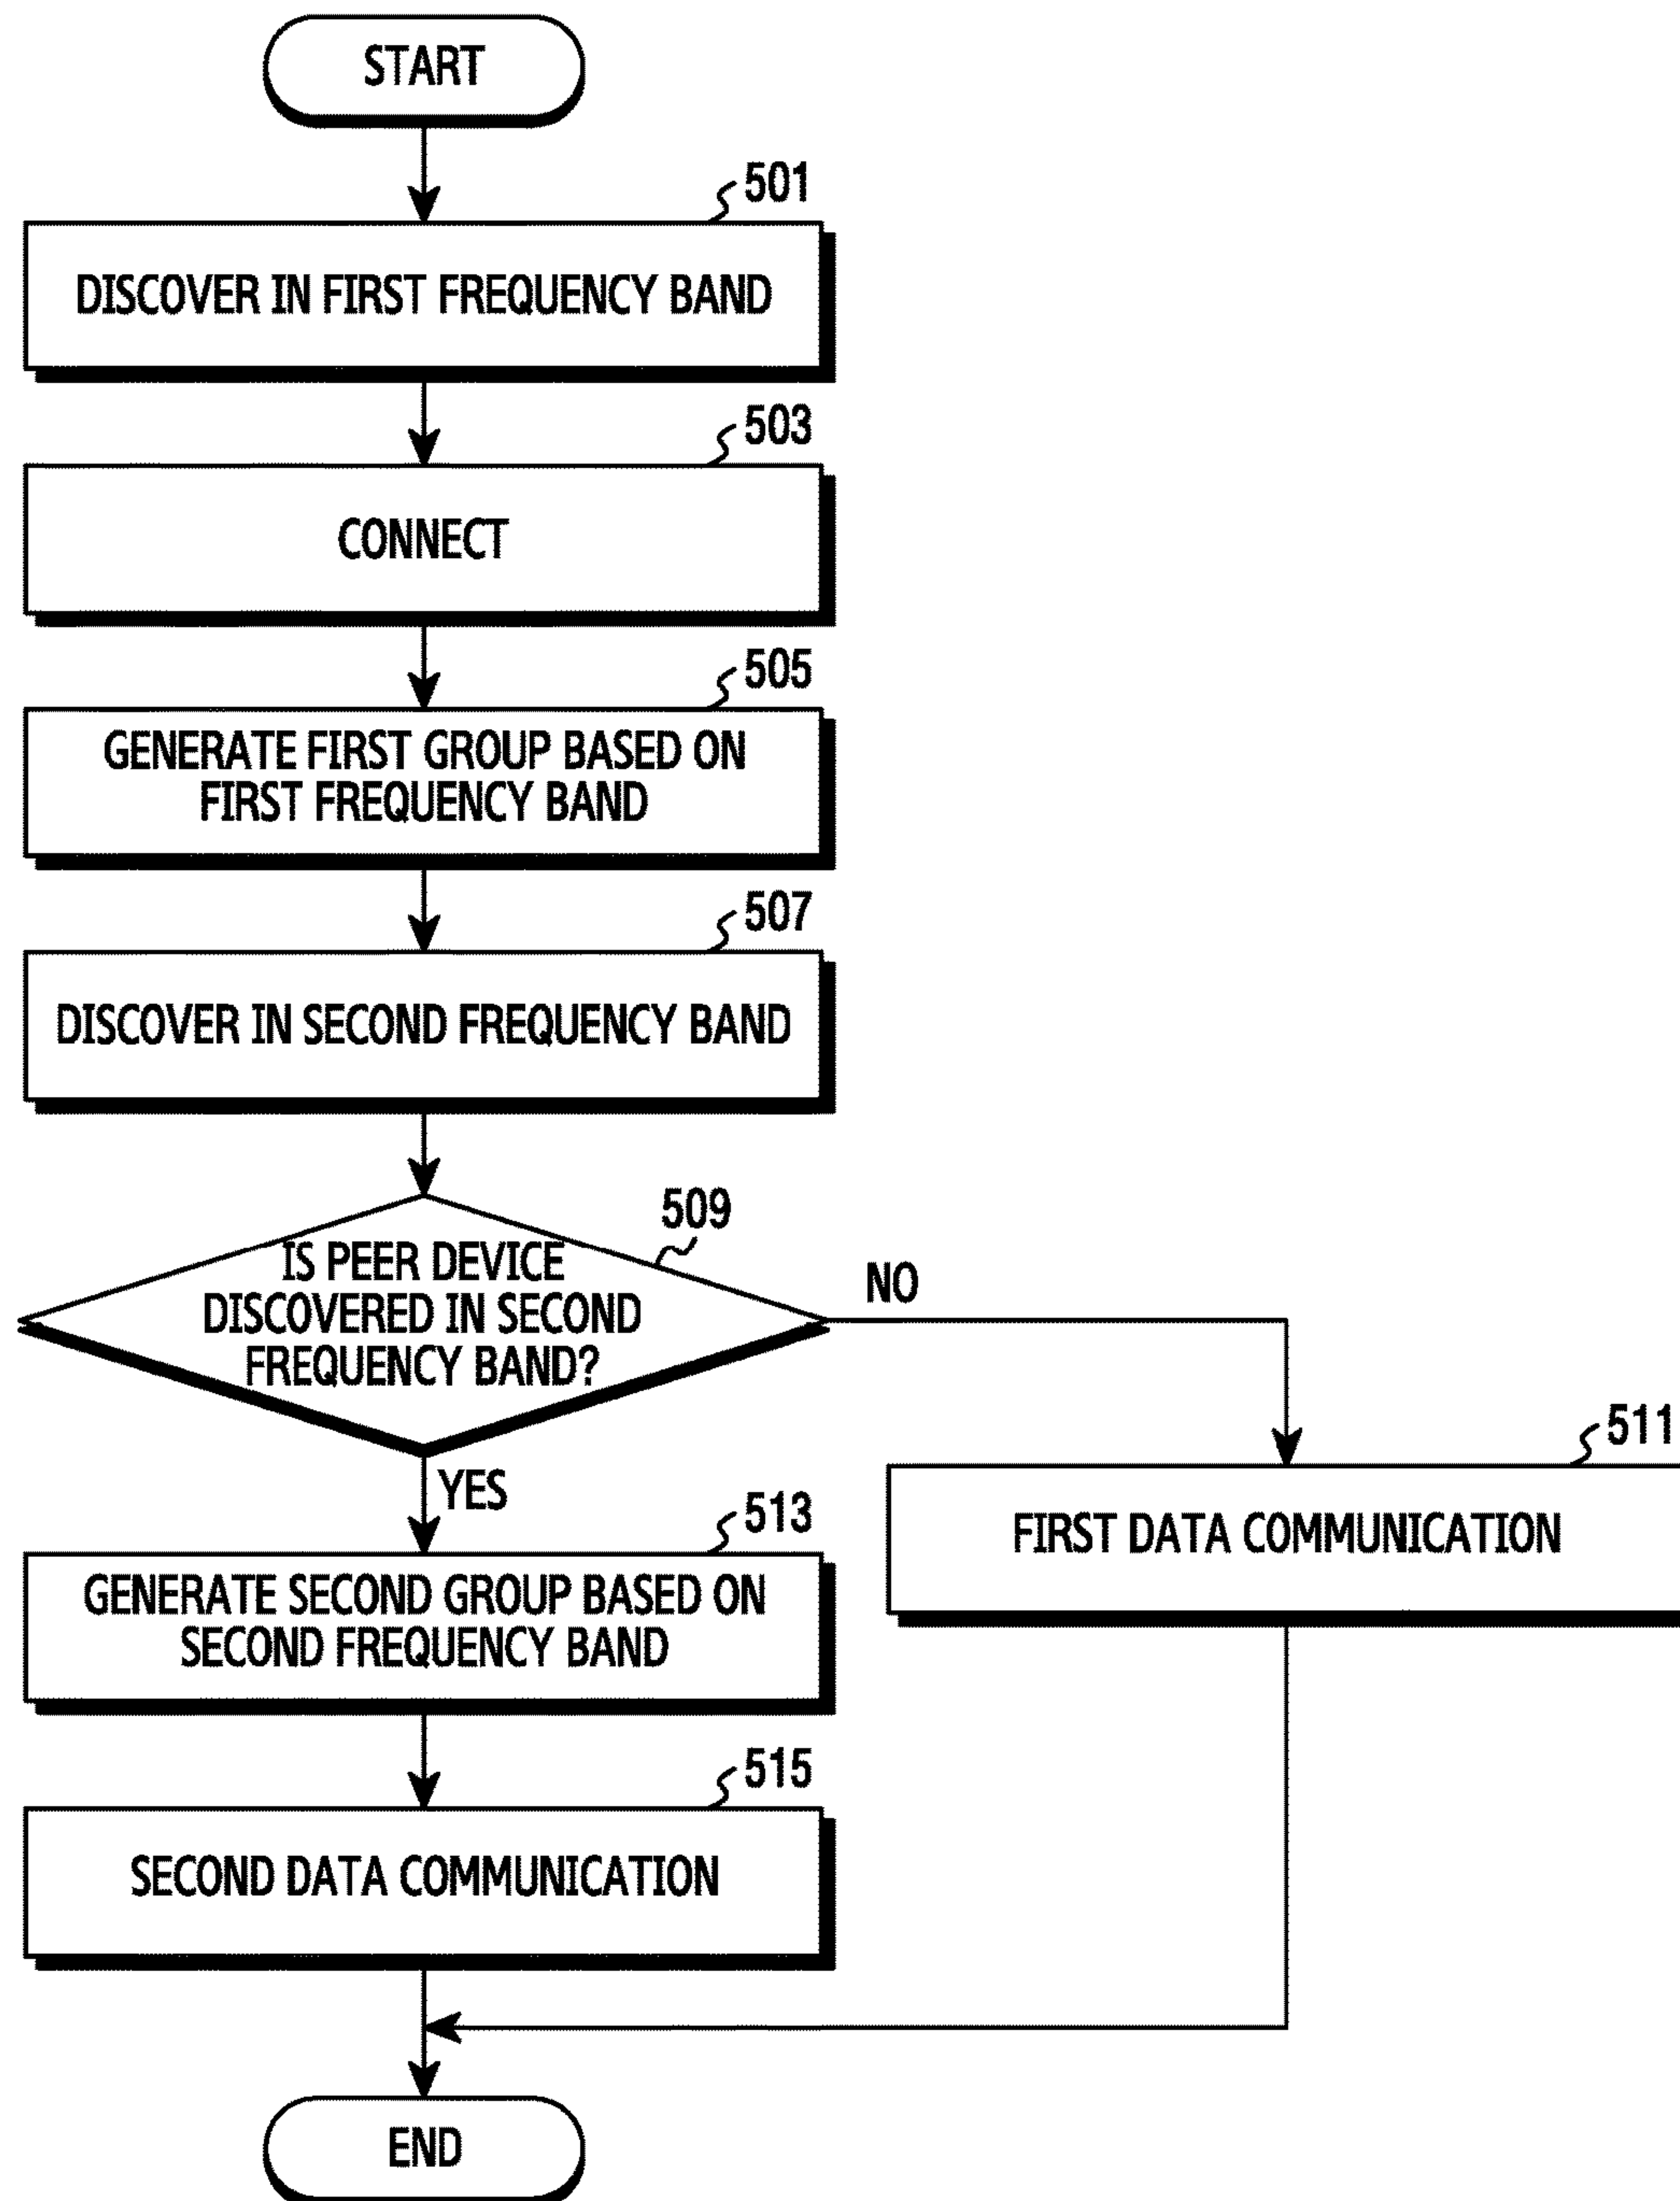 START
501
DISCOVER IN FIRST FREQUENCY BAND
503
CONNECT
505
GENERATE FIRST GROUP BASED ON
FIRST FREQUENCY BAND
507
DISCOVER IN SECOND FREQUENCY BAND
509
IS PEER DEVICE
DISCOVERED IN SECOND
FREQUENCY BAND?
NO
511
FIRST DATA COMMUNICATION
YES
513
GENERATE SECOND GROUP BASED ON
SECOND FREQUENCY BAND
515
SECOND DATA COMMUNICATION
END